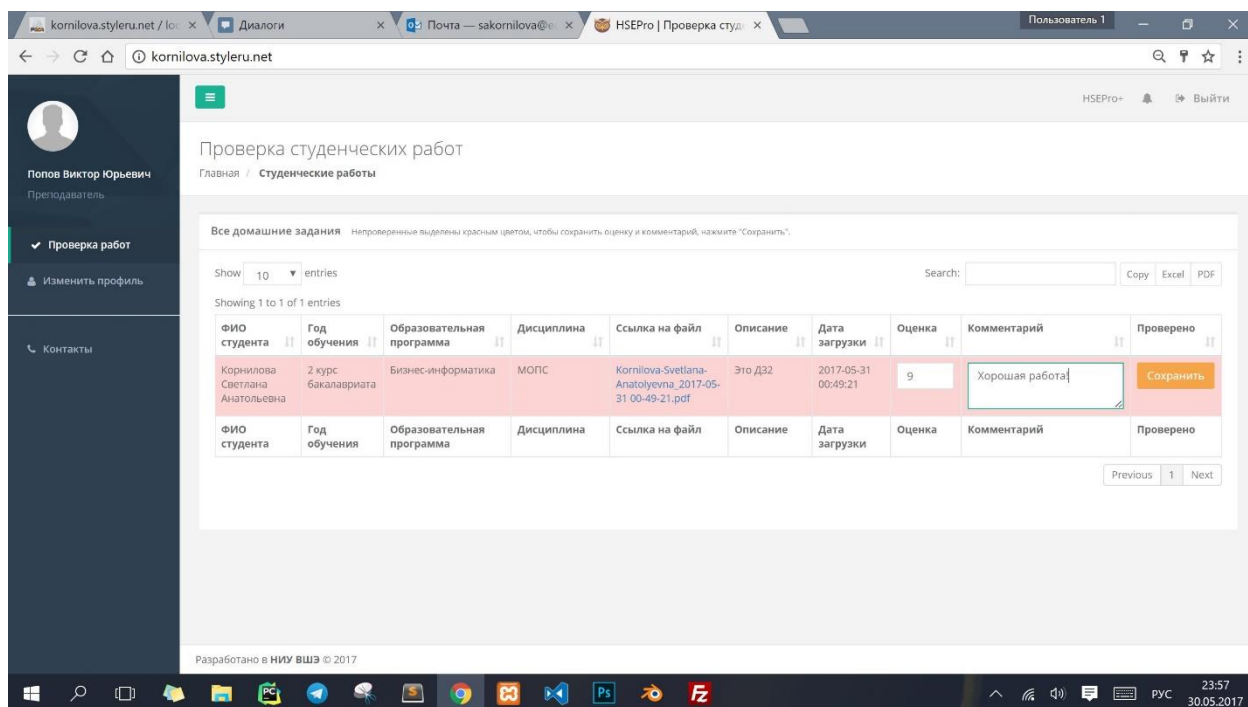 kornilova.styleru.net / loc
Диалоги
Почта — sakornilova@e
HSEPro | Проверка студ
Пользователь 1
kornilova.styleru.net
HSEPro+
Выйти
Проверка студенческих работ
Главная / Студенческие работы
Попов Виктор Юрьевич
Преподаватель
Проверка работ
Изменить профиль
Контакты
Все домашние задания Непроверенные выделены красным цветом, чтобы сохранить оценку и комментарий, нажмите "Сохранить".
Show 10 entries
Search:
Copy Excel PDF
Showing 1 to 1 of 1 entries
ФИО студента Год обучения Образовательная программа Дисциплина Ссылка на файл Описание Дата загрузки Оценка Комментарий Проверено
Корнилова Светлана Анатольевна 2 курс бакалавриата Бизнес-информатика МОПС Kornilova-Svetlana-Anatolyevna_2017-05-31 00-49-21.pdf Это ДЗ2 2017-05-31 00:49:21 9 Хорошая работа! Сохранить
ФИО студента Год обучения Образовательная программа Дисциплина Ссылка на файл Описание Дата загрузки Оценка Комментарий Проверено
Previous 1 Next
Разработано в НИУ ВШЭ © 2017
PC
S
Ps
Fz
РУС
23:57
30.05.2017